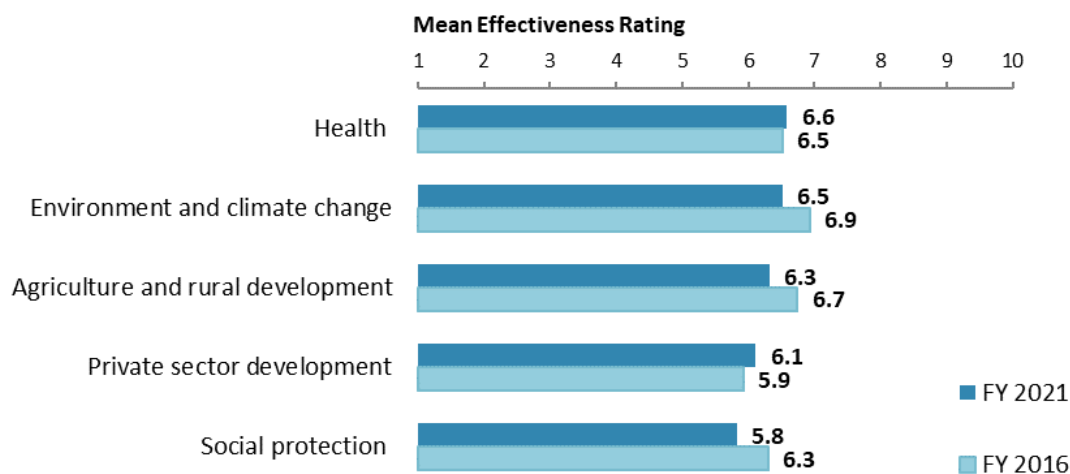 Mean Effectiveness Rating
1 2 3 4 5 6 7 8 9 10
Health
6.6
6.5
Environment and climate change
6.5
6.9
Agriculture and rural development
6.3
6.7
Private sector development
6.1
5.9
Social protection
5.8
6.3
FY 2021
FY 2016